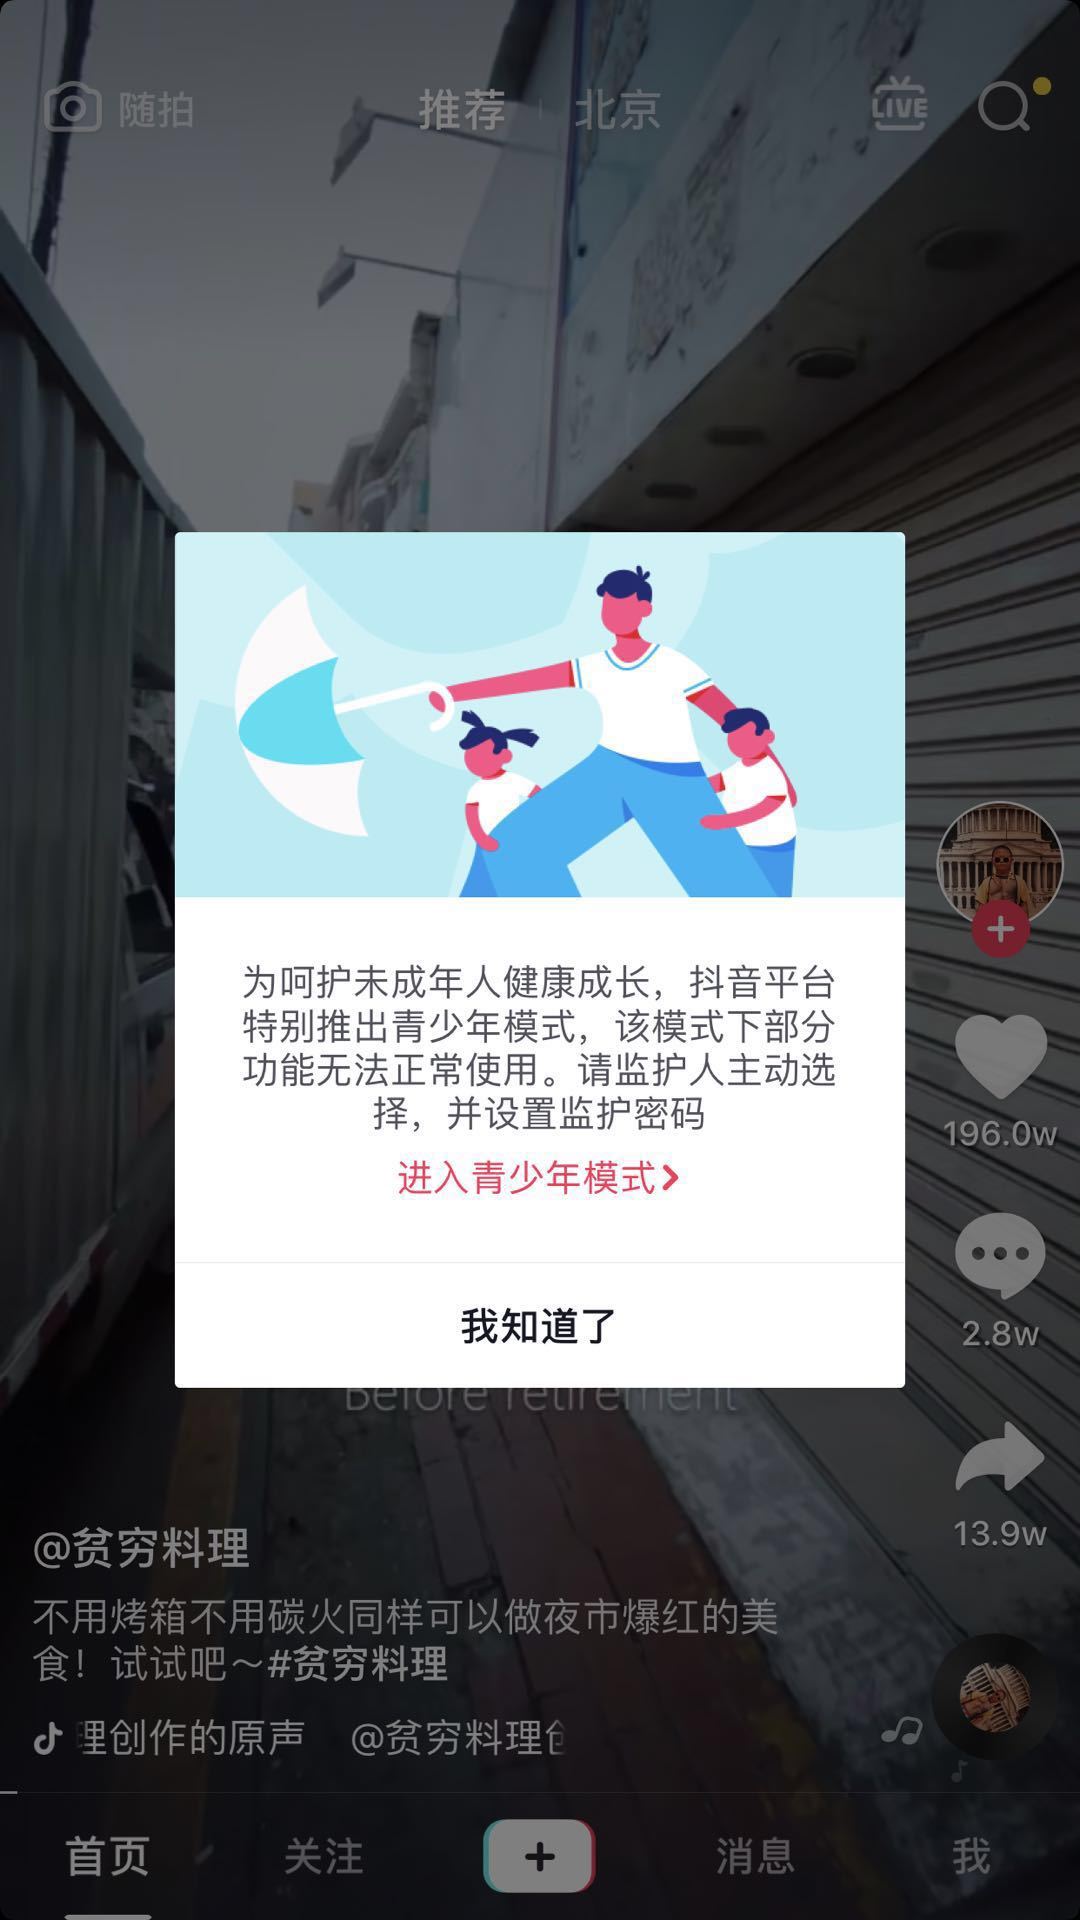 随拍
推荐
北京
LIVE
为呵护未成年人健康成长，抖音平台
特别推出青少年模式，该模式下部分
功能无法正常使用。请监护人主动选
择，并设置监护密码
进入青少年模式
我知道了
196.0w
2.8w
13.9w
Before retirement
@贫穷料理
不用烤箱不用碳火同样可以做夜市爆红的美
食！试试吧～#贫穷料理
理创作的原声 @贫穷料理创
首页
关注
消息
我